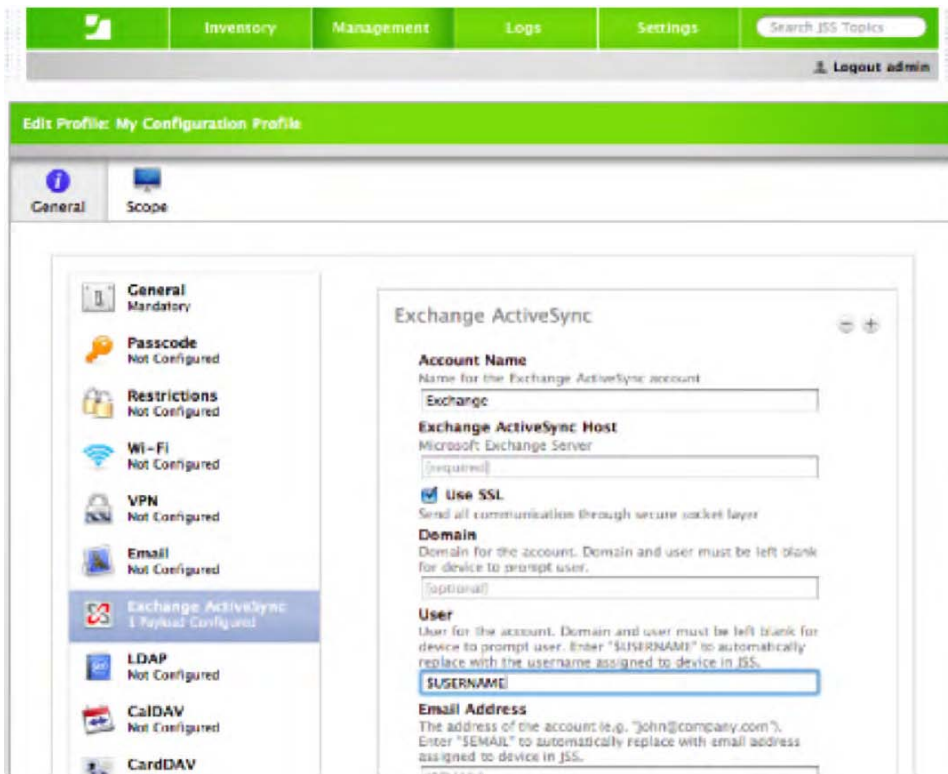 Inventory
Management
Logs
Settings
Search JSS Topics
Logout admin
Edit Profile: My Configuration Profile
General
Scope
General
Mandatory
Passcode
Not Configured
Restrictions
Not Configured
Wi-Fi
Not Configured
VPN
Not Configured
Email
Not Configured
Exchange ActiveSync
1 Payload Configured
LDAP
Not Configured
CalDAV
Not Configured
CardDAV
Exchange ActiveSync
Account Name
Name for the Exchange ActiveSync account
Exchange
Exchange ActiveSync Host
Microsoft Exchange Server
[required]
Use SSL
Send all communication through secure socket layer
Domain
Domain for the account. Domain and user must be left blank
for device to prompt user.
[optional]
User
User for the account. Domain and user must be left blank for
device to prompt user. Enter "$USERNAME" to automatically
replace with the username assigned to device in JSS.
$USERNAME
Email Address
The address of the account (e.g. "john@company.com").
Enter "$EMAIL" to automatically replace with email address
assigned to device in JSS.